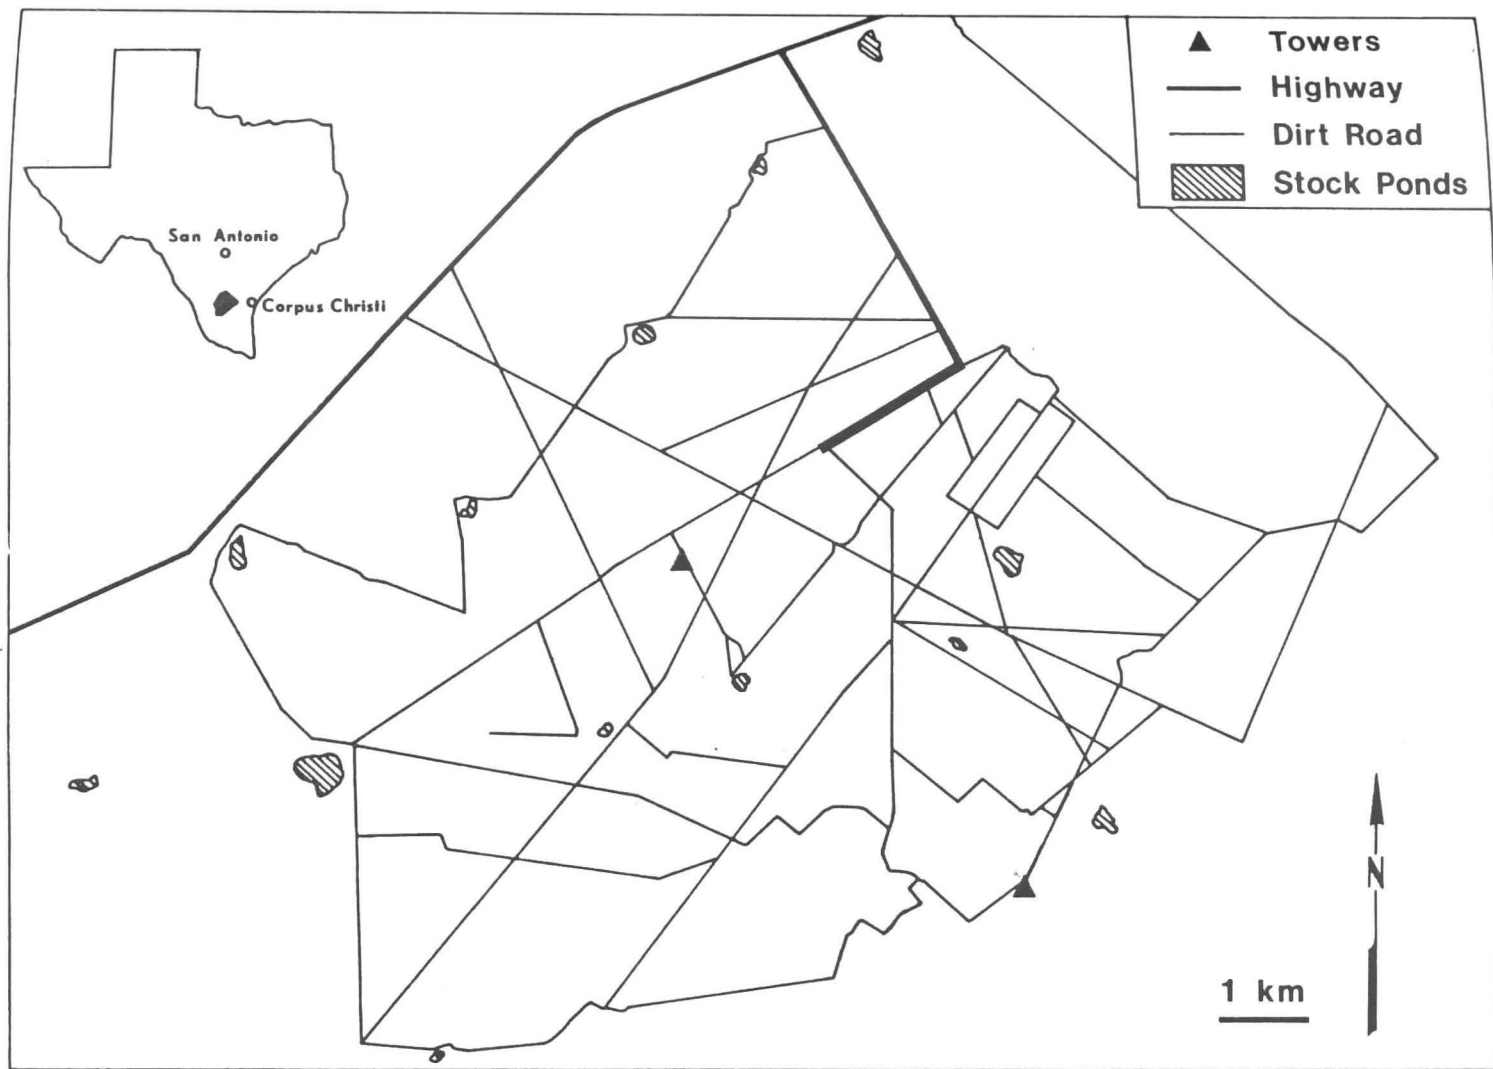 Towers
Highway
Dirt Road
Stock Ponds
San Antonio
Corpus Christi
N
1 km